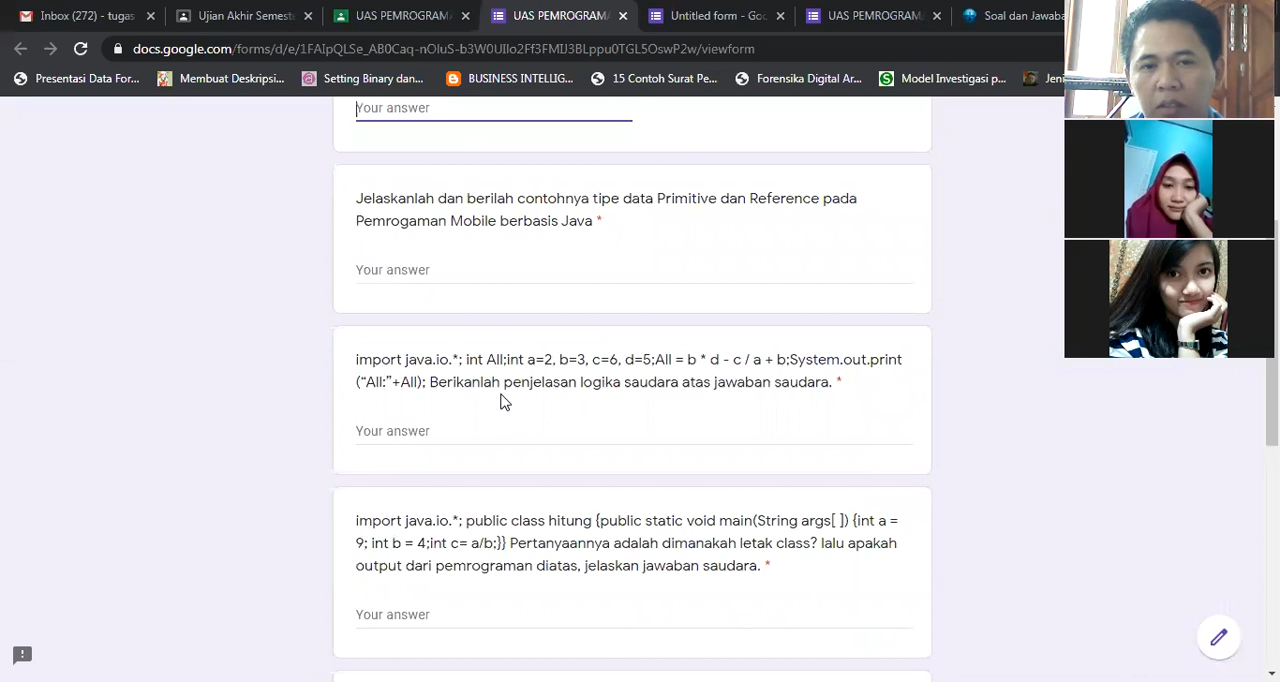 Inbox (272) - tugas
Ujian Akhir Semest
UAS PEMROGRAM
UAS PEMROGRAMA
Untitled form - Goo
UAS PEMROGRAMA
Soal dan Jawaba
docs.google.com/forms/d/e/1FAIpQLSe_AB0Caq-nOIuS-b3W0UIIo2Ff3FMIJ3BLppu0TGL5OswP2w/viewform
Presentasi Data For...
Membuat Deskripsi...
Setting Binary dan...
BUSINESS INTELLIG...
15 Contoh Surat Pe...
Forensika Digital Ar...
Model Investigasi p...
Jeni
Your answer
Jelaskanlah dan berilah contohnya tipe data Primitive dan Reference pada
Pemrogaman Mobile berbasis Java *
Your answer
import java.io.*; int All;int a=2, b=3, c=6, d=5;All = b * d - c / a + b;System.out.print
(“All:”+All); Berikanlah penjelasan logika saudara atas jawaban saudara. *
Your answer
import java.io.*; public class hitung {public static void main(String args[ ]) {int a =
9; int b = 4;int c= a/b;}} Pertanyaannya adalah dimanakah letak class? lalu apakah
output dari pemrograman diatas, jelaskan jawaban saudara. *
Your answer